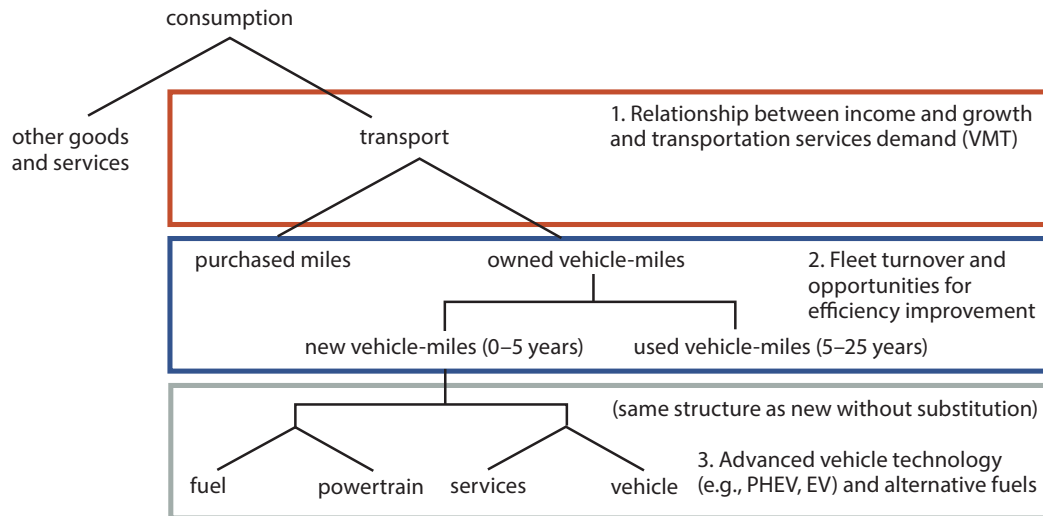 consumption
other goods
and services
transport
1. Relationship between income and growth
and transportation services demand (VMT)
purchased miles
owned vehicle-miles
2. Fleet turnover and
opportunities for
efficiency improvement
new vehicle-miles (0–5 years)
used vehicle-miles (5–25 years)
(same structure as new without substitution)
fuel
powertrain
services
vehicle
3. Advanced vehicle technology
(e.g., PHEV, EV) and alternative fuels